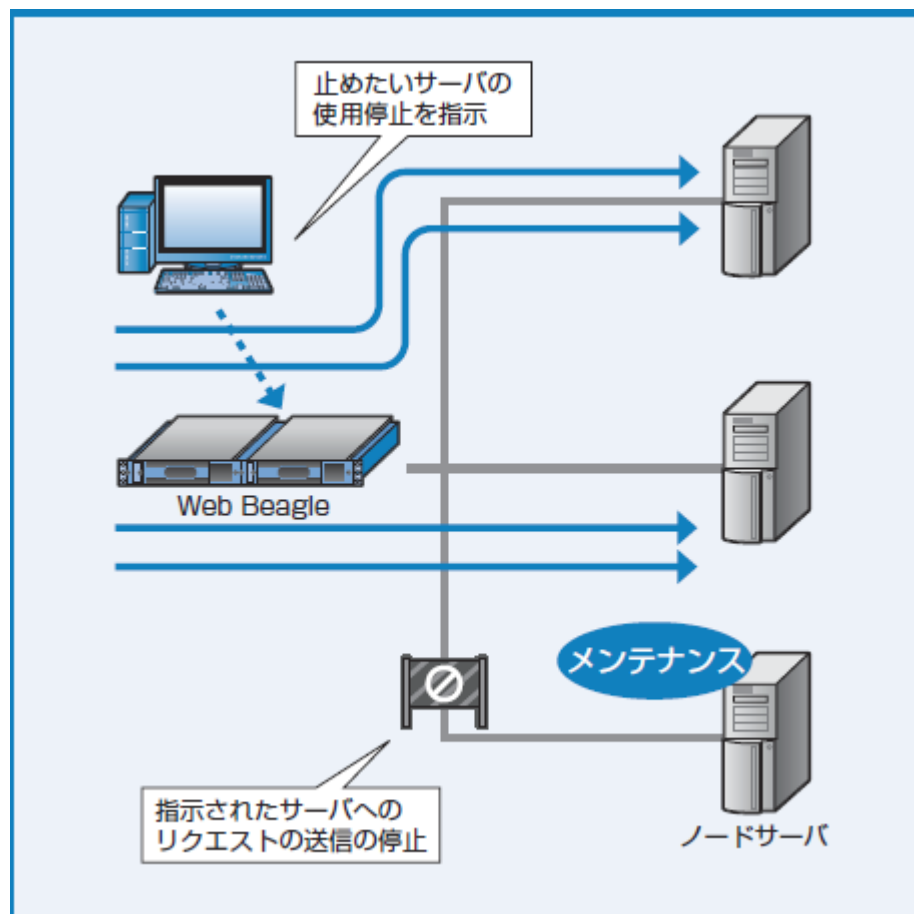 止めたいサーバの
使用停止を指示
Web Beagle
メンテナンス
指示されたサーバへの
リクエストの送信の停止
ノードサーバ